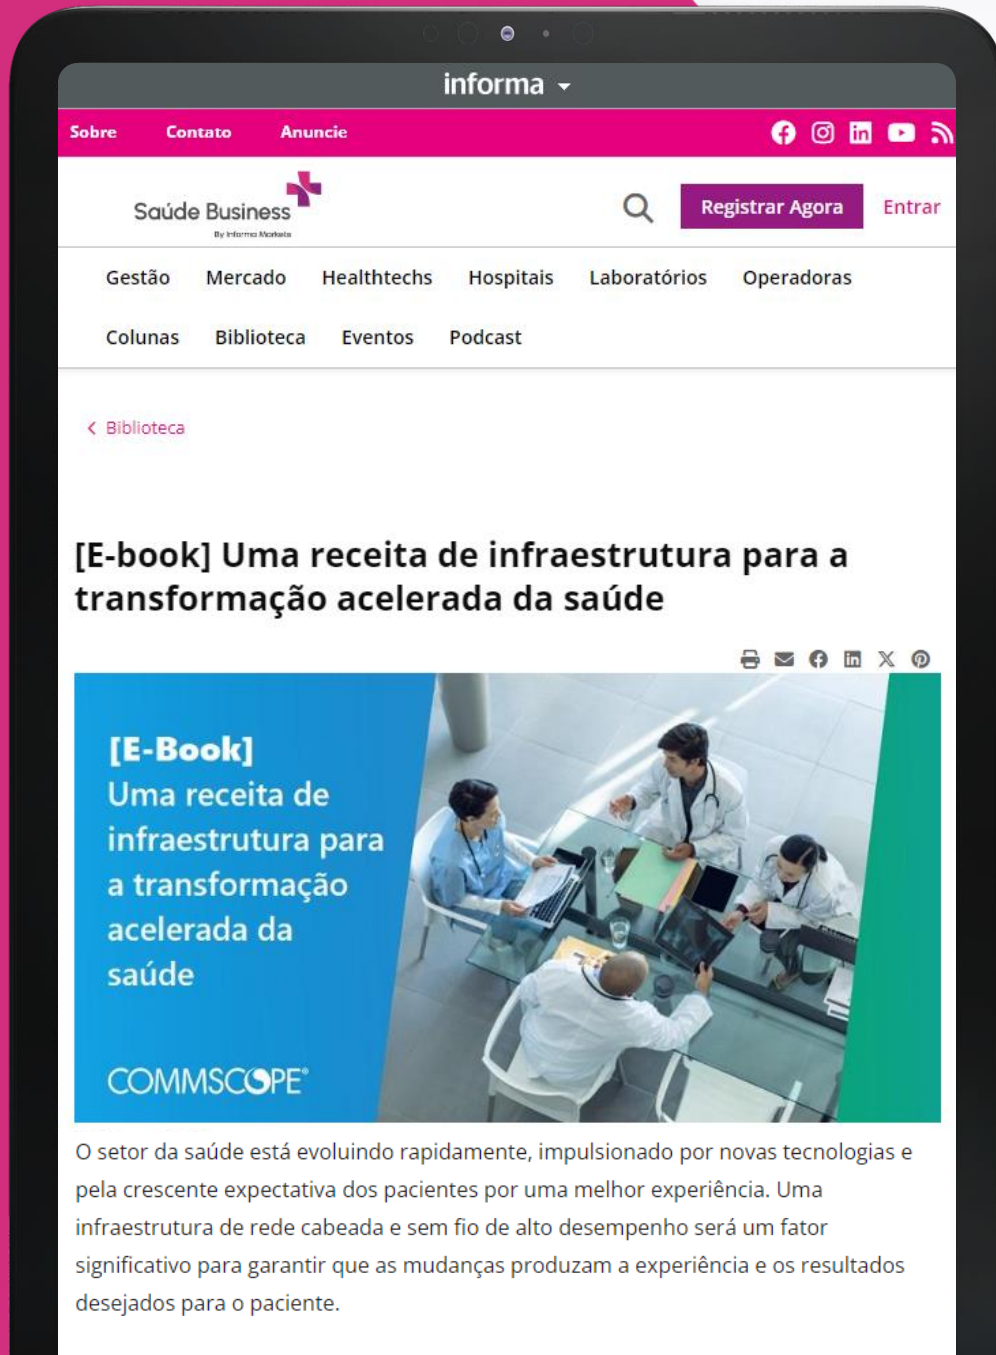 informa
Sobre Contato Anuncie
Saúde Business
By Informa Markets
Registrar Agora Entrar
Gestão Mercado Healthtechs Hospitais Laboratórios Operadoras
Colunas Biblioteca Eventos Podcast
Biblioteca
[E-book] Uma receita de infraestrutura para a
transformação acelerada da saúde
[E-Book]
Uma receita de
infraestrutura para
a transformação
acelerada da
saúde
COMMSCOPE®
O setor da saúde está evoluindo rapidamente, impulsionado por novas tecnologias e
pela crescente expectativa dos pacientes por uma melhor experiência. Uma
infraestrutura de rede cabeada e sem fio de alto desempenho será um fator
significativo para garantir que as mudanças produzam a experiência e os resultados
desejados para o paciente.